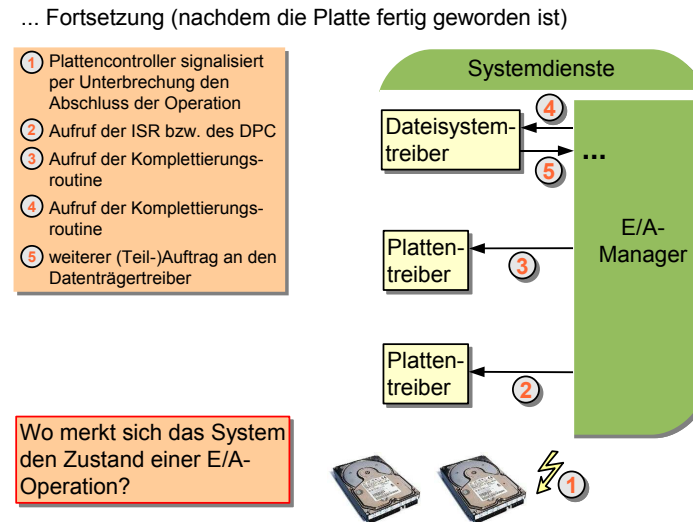 ... Fortsetzung (nachdem die Platte fertig geworden ist)
1 Plattencontroller signalisiert
per Unterbrechung den
Abschluss der Operation
2 Aufruf der ISR bzw. des DPC
3 Aufruf der Komplettierungs-
routine
4 Aufruf der Komplettierungs-
routine
5 weiterer (Teil-)Auftrag an den
Datenträgertreiber
Systemdienste
4
Dateisystem-
treiber
5
...
E/A-
Manager
Platten-
treiber
3
Platten-
treiber
2
Wo merkt sich das System
den Zustand einer E/A-
Operation?
1